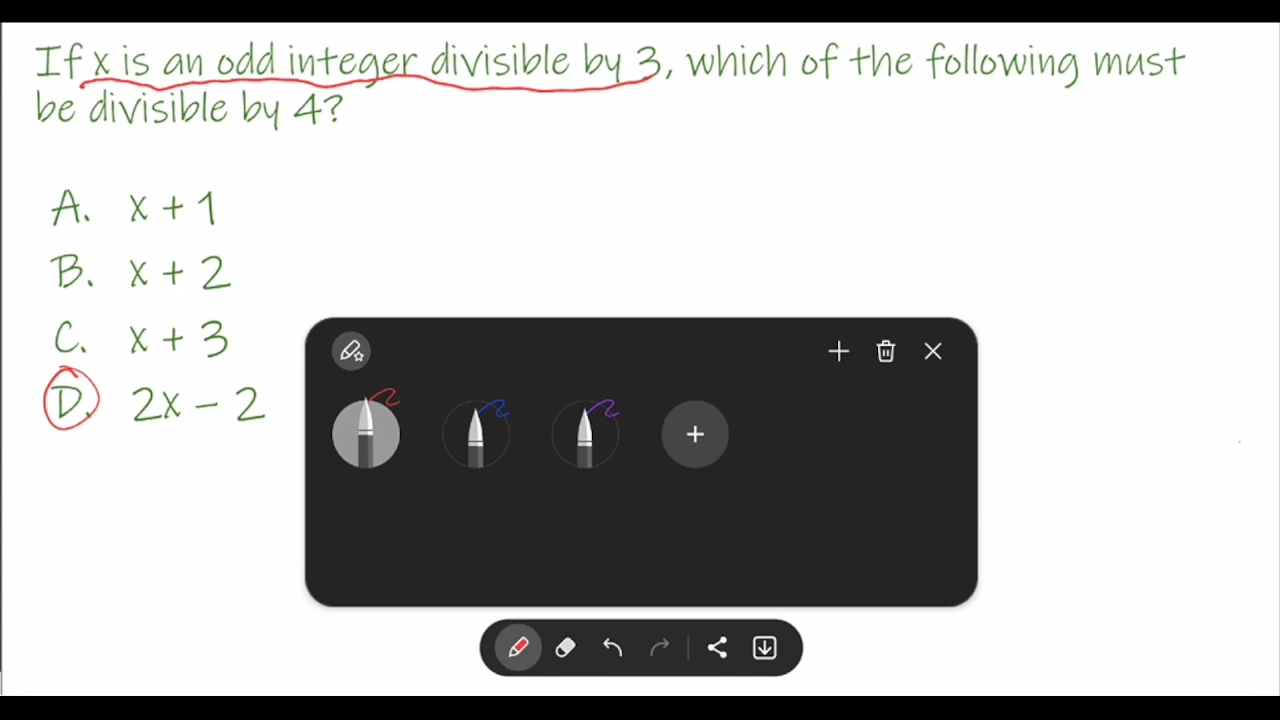 If x is an odd integer divisible by 3, which of the following must
be divisible by 4?
A. x + 1
B. x + 2
C. x + 3
D. 2x - 2